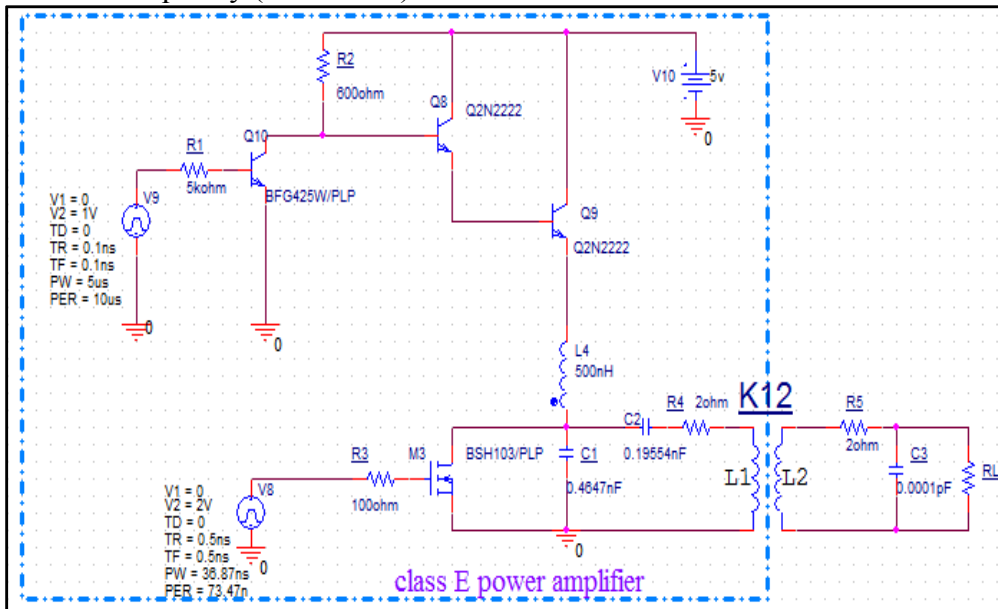 R2
600ohm
Q8
Q2N2222
V10
5v
0
R1
5kohm
Q10
BFG425W/PLP
V9
V1 = 0
V2 = 1V
TD = 0
TR = 0.1ns
TF = 0.1ns
PW = 5us
PER = 10us
0
0
Q9
Q2N2222
L4
500nH
R3
100ohm
M3
BSH103/PLP
C1
0.4647nF
C2
0.19554nF
R4 2ohm
K12
L1
L2
R5
2ohm
C3
0.0001pF
RL
V8
V1 = 0
V2 = 2V
TD = 0
TR = 0.5ns
TF = 0.5ns
PW = 36.87ns
PER = 73.47n
0
0
class E power amplifier